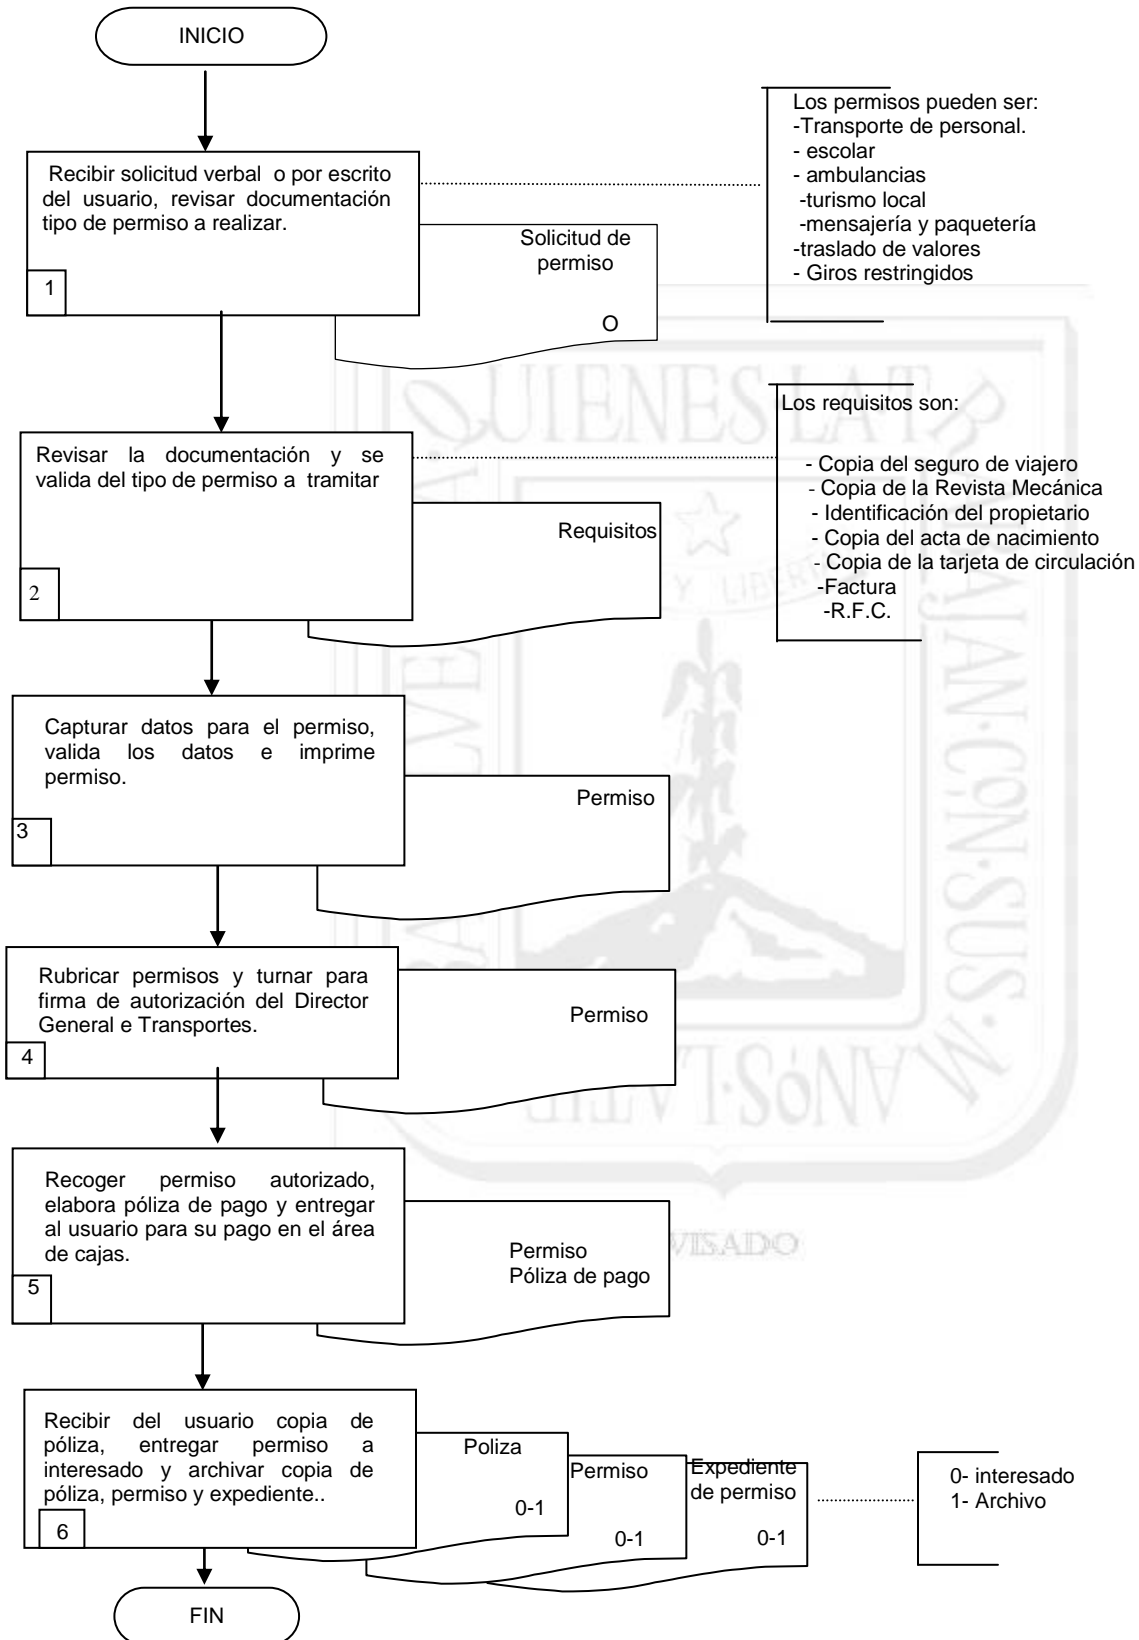 INICIO
Los permisos pueden ser:
-Transporte de personal.
- escolar
- ambulancias
-turismo local
-mensajería y paquetería
-traslado de valores
- Giros restringidos
Recibir solicitud verbal o por escrito
del usuario, revisar documentación
tipo de permiso a realizar.
1
Solicitud de
permiso
O
Los requisitos son:
- Copia del seguro de viajero
- Copia de la Revista Mecánica
- Identificación del propietario
- Copia del acta de nacimiento
- Copia de la tarjeta de circulación
-Factura
-R.F.C.
Revisar la documentación y se
valida del tipo de permiso a tramitar
2
Requisitos
Capturar datos para el permiso,
valida los datos e imprime
permiso.
3
Permiso
Rubricar permisos y turnar para
firma de autorización del Director
General e Transportes.
4
Permiso
Recoger permiso autorizado,
elabora póliza de pago y entregar
al usuario para su pago en el área
de cajas.
5
Permiso
Póliza de pago
Recibir del usuario copia de
póliza, entregar permiso a
interesado y archivar copia de
póliza, permiso y expediente..
6
Poliza
0-1
Permiso
0-1
Expediente
de permiso
0-1
0- interesado
1- Archivo
FIN
QUIENES·LA·T
RABAJAN·CON·SUS·M
ANOS
Y LIBERT
VISADO